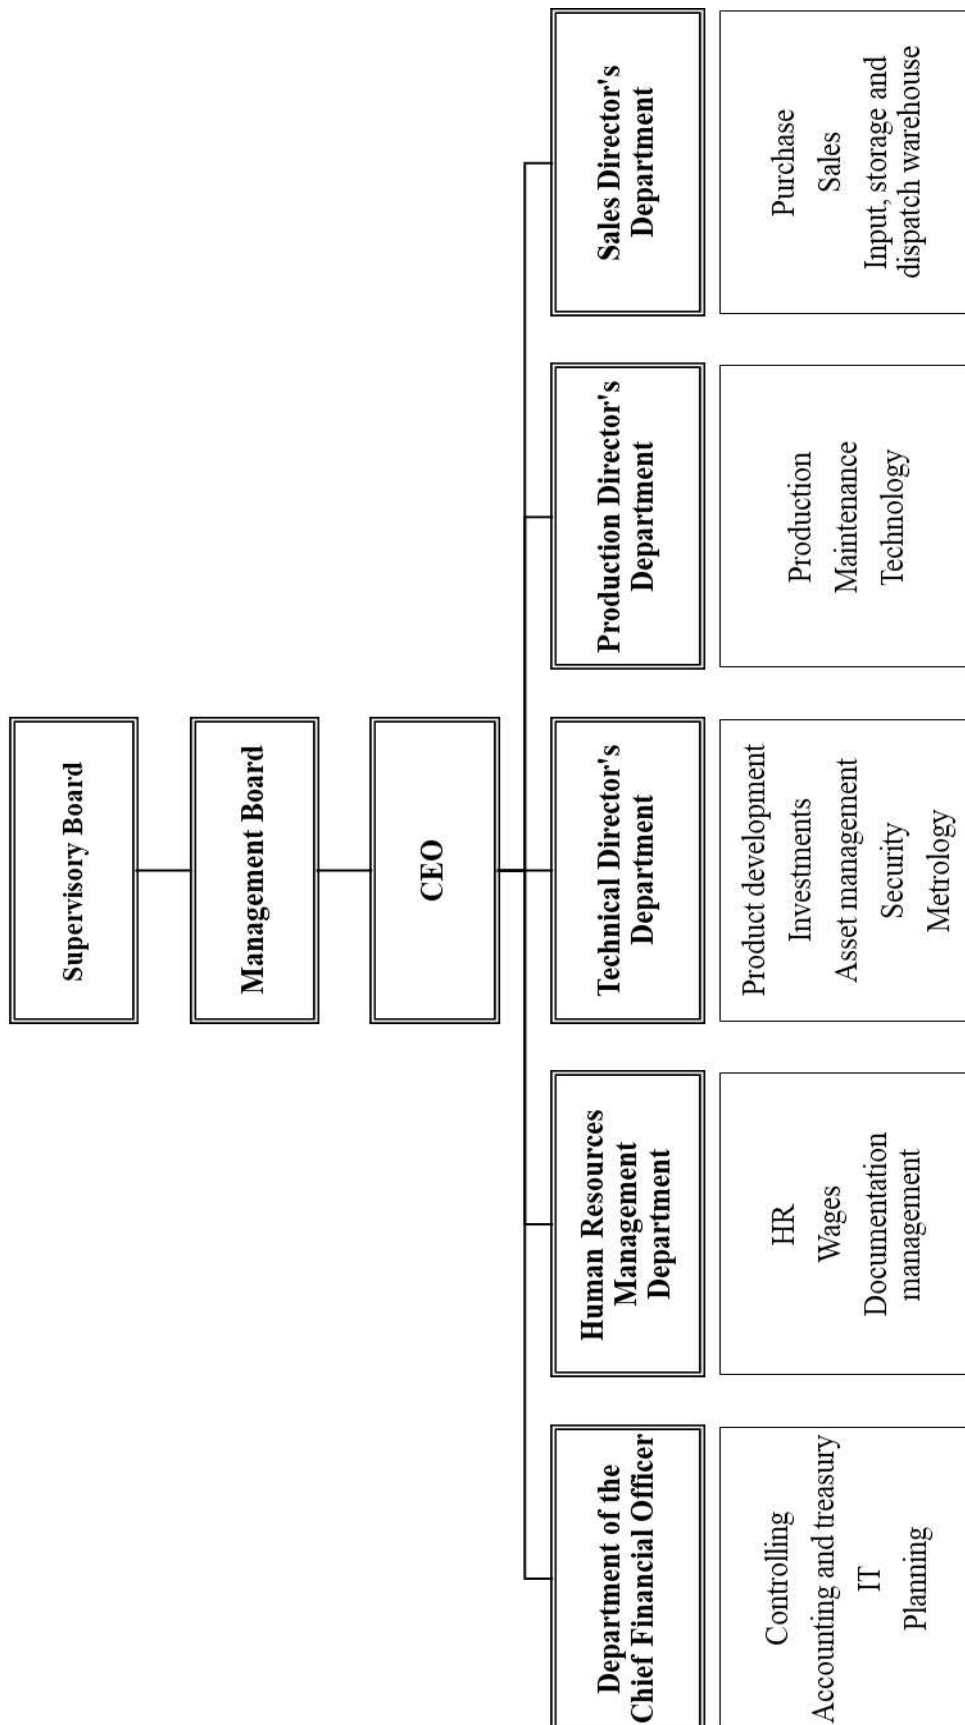 Supervisory Board
Management Board
CEO
Department of the
Chief Financial Officer
Human Resources
Management
Department
Technical Director's
Department
Production Director's
Department
Sales Director's
Department
Controlling
Accounting and treasury
IT
Planning
HR
Wages
Documentation
management
Product development
Investments
Asset management
Security
Metrology
Production
Maintenance
Technology
Purchase
Sales
Input, storage and
dispatch warehouse